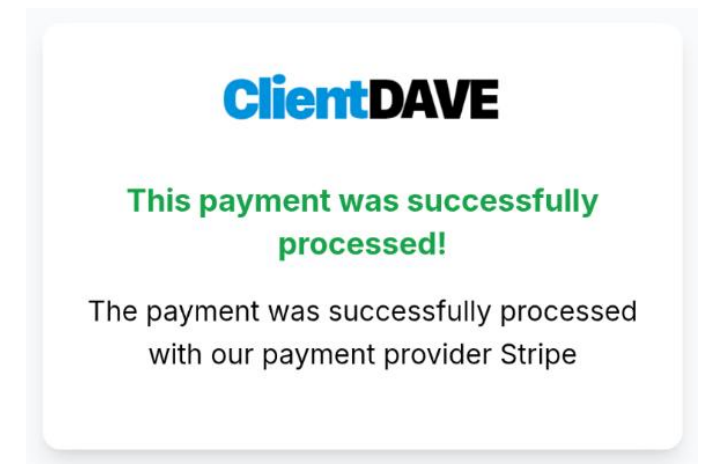 ClientDAVE
This payment was successfully
processed!
The payment was successfully processed
with our payment provider Stripe